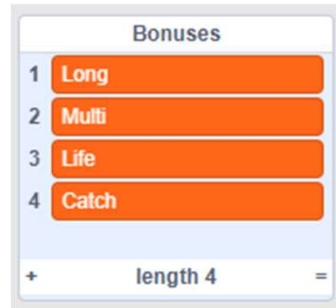 Bonuses
1 Long
2 Multi
3 Life
4 Catch
+ length 4 =